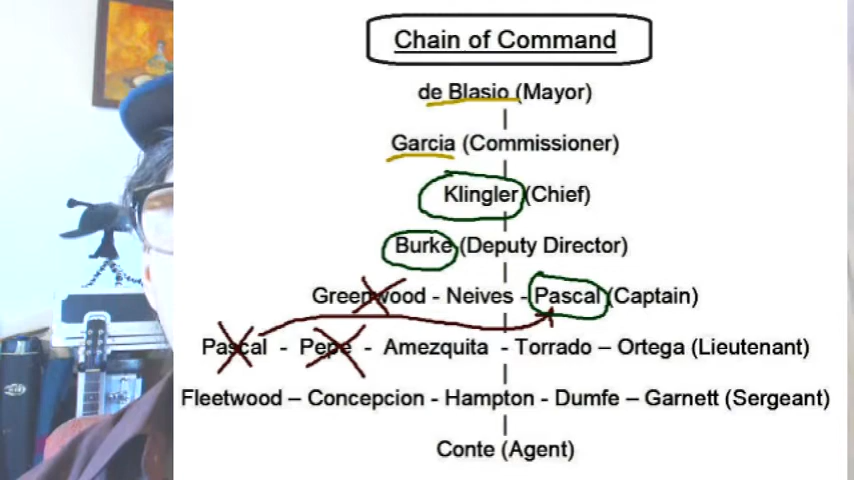 Chain of Command
de Blasio (Mayor)
Garcia (Commissioner)
Klingler (Chief)
Burke (Deputy Director)
Greenwood - Neives - Pascal (Captain)
Pascal - Pepe - Amezquita - Torrado – Ortega (Lieutenant)
Fleetwood – Concepcion - Hampton - Dumfe – Garnett (Sergeant)
Conte (Agent)